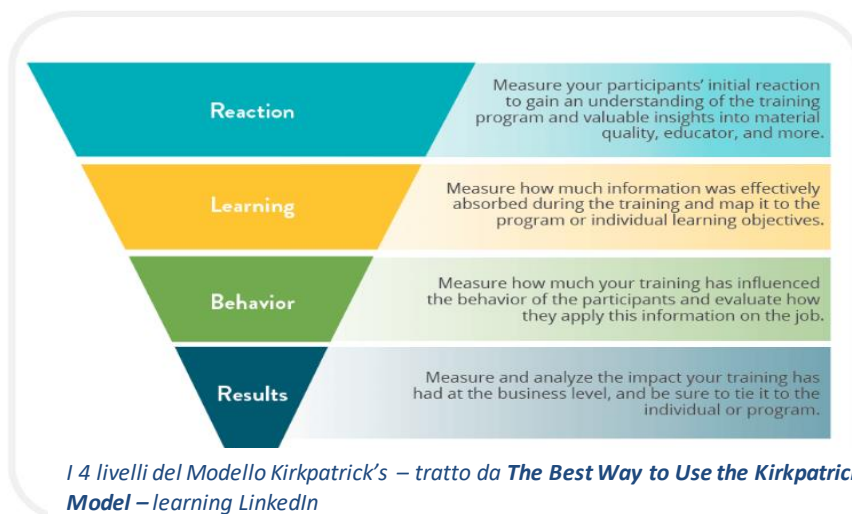 Reaction
Measure your participants' initial reaction
to gain an understanding of the training
program and valuable insights into material
quality, educator, and more.
Learning
Measure how much information was effectively
absorbed during the training and map it to the
program or individual learning objectives.
Behavior
Measure how much your training has influenced
the behavior of the participants and evaluate how
they apply this information on the job.
Results
Measure and analyze the impact your training has
had at the business level, and be sure to tie it to the
individual or program.
I 4 livelli del Modello Kirkpatrick's – tratto da The Best Way to Use the Kirkpatric
Model – learning LinkedIn